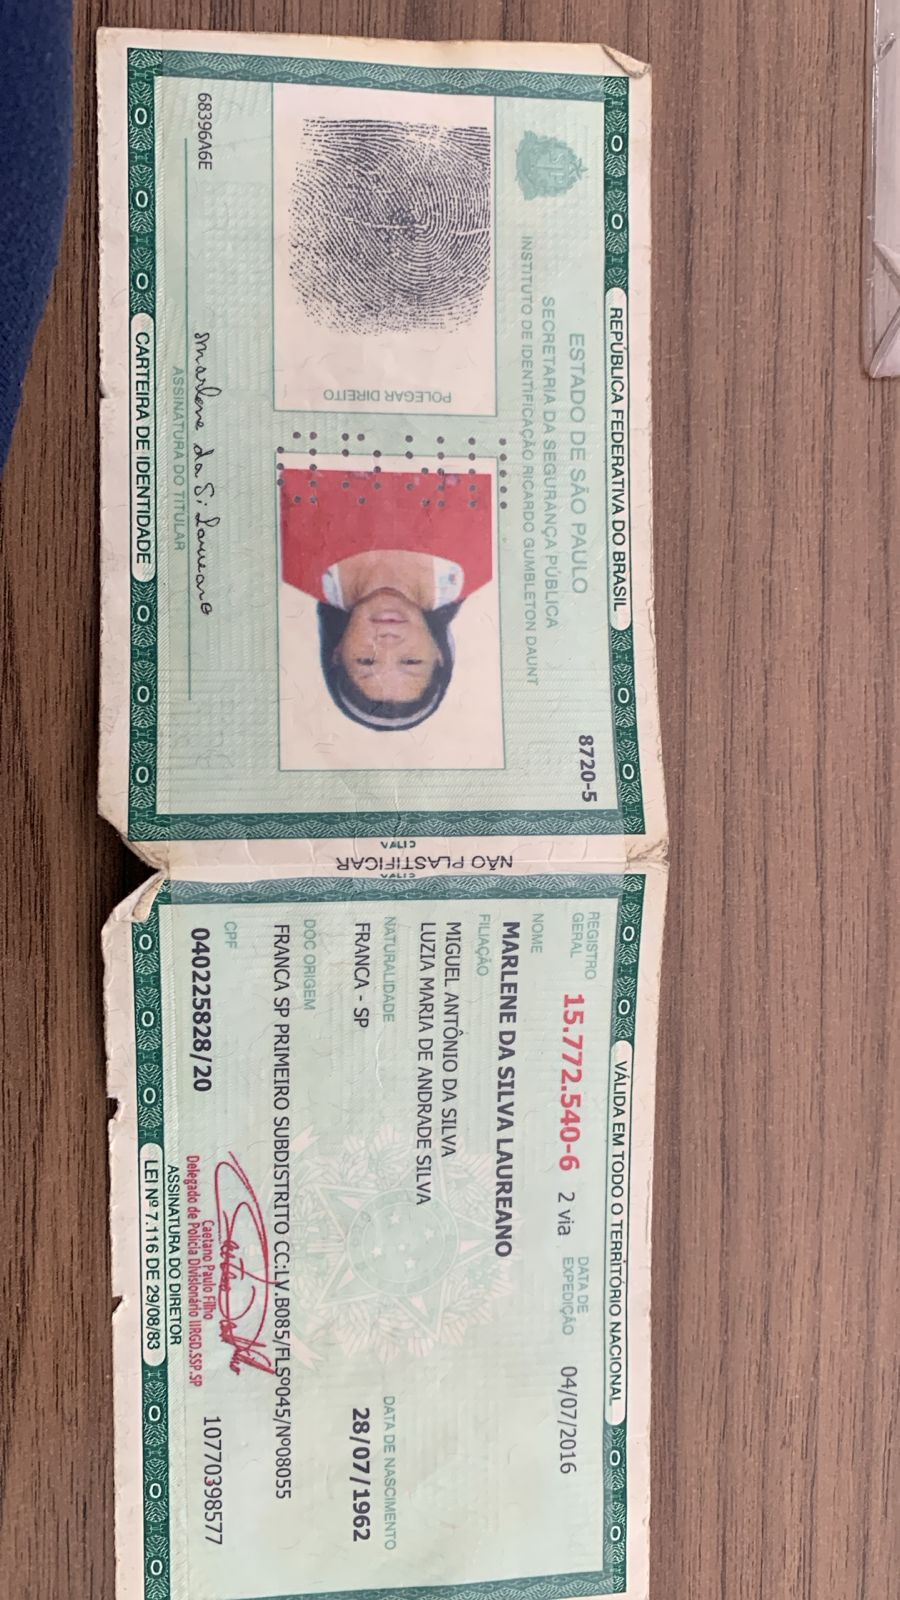 REPÚBLICA FEDERATIVA DO BRASIL
ESTADO DE SÃO PAULO
8720-5
SECRETARIA DA SEGURANÇA PÚBLICA
INSTITUTO DE IDENTIFICAÇÃO RICARDO GUMBLETON DAUNT
POLEGAR DIREITO
68396A6E
Marlene da Si Laureano
ASSINATURA DO TITULAR
CARTEIRA DE IDENTIDADE
NÃO PLASTIFICAR
VÁLIDA EM TODO O TERRITÓRIO NACIONAL
REGISTRO GERAL 15.772.540-6 2 via DATA DE EXPEDIÇÃO 04/07/2016
NOME
MARLENE DA SILVA LAUREANO
FILIAÇÃO
MIGUEL ANTÔNIO DA SILVA
LUZIA MARIA DE ANDRADE SILVA
NATURALIDADE DATA DE NASCIMENTO
FRANCA - SP 28/07/1962
DOC ORIGEM
FRANCA SP PRIMEIRO SUBDISTRITO CC:LV.B085/FLSº045/Nº08055
CPF
040225828/20 10770398577
Caetano Paulo Filho
Delegado de Polícia Divisionário IIRGD.SSP.SP
ASSINATURA DO DIRETOR
LEI Nº 7.116 DE 29/08/83